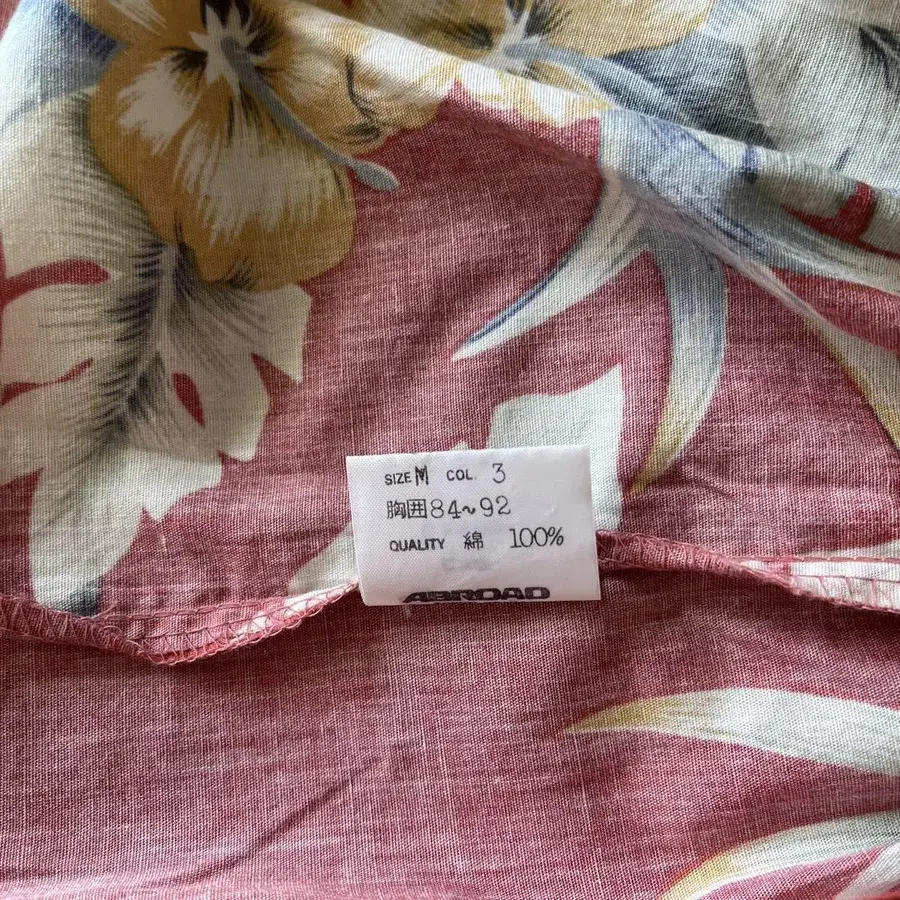 SIZE M COL. 3
胸囲84~92
QUALITY 綿 100%
ABROAD